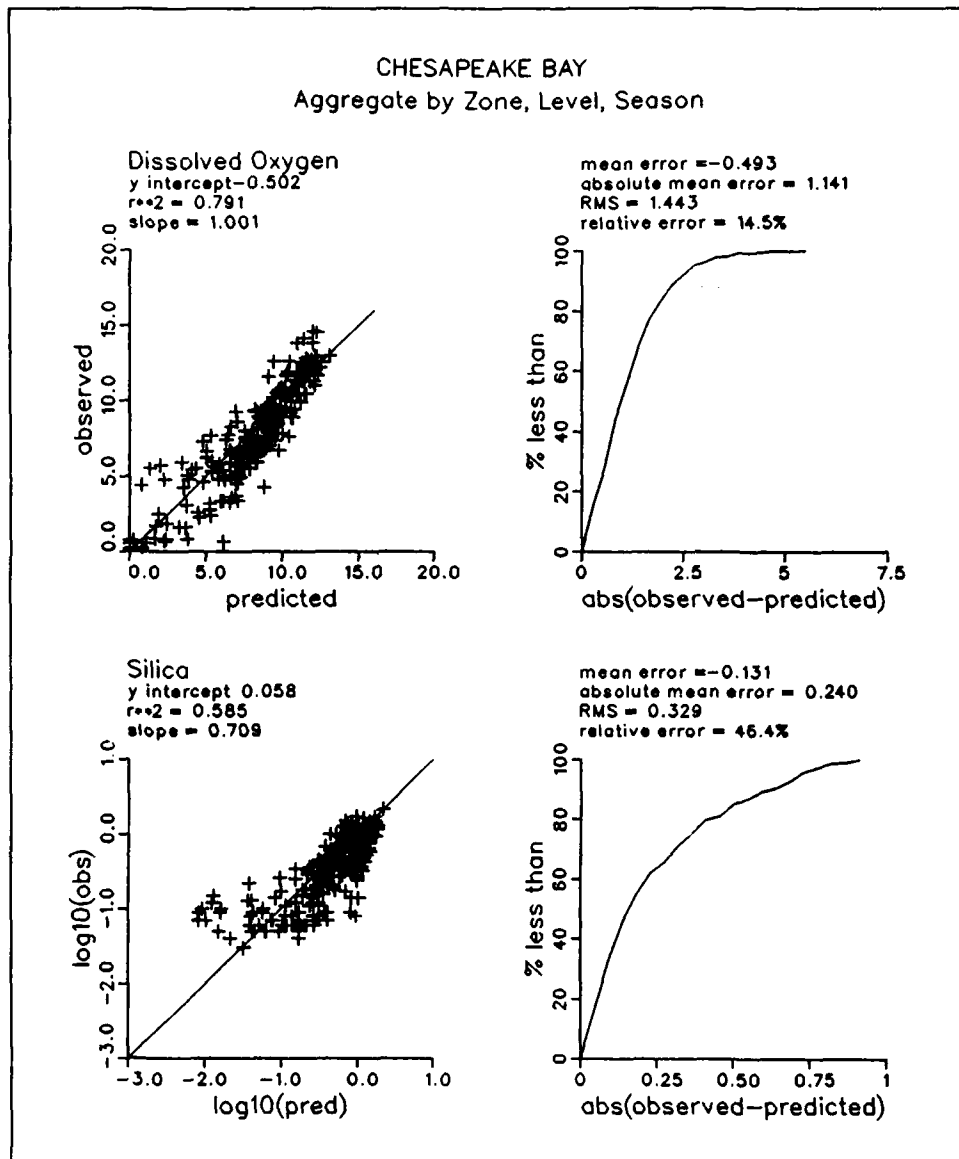 CHESAPEAKE BAY
Aggregate by Zone, Level, Season
Dissolved Oxygen
y intercept-0.502
r**2 = 0.791
slope = 1.001
20.0
15.0
10.0
5.0
0.0
observed
0.0 5.0 10.0 15.0 20.0
predicted
mean error =-0.493
absolute mean error = 1.141
RMS = 1.443
relative error = 14.5%
100
80
60
40
20
0
% less than
0 2.5 5 7.5
abs(observed-predicted)
Silica
y intercept 0.058
r**2 = 0.585
slope = 0.709
1.0
0.0
-1.0
-2.0
-3.0
log10(obs)
-3.0 -2.0 -1.0 0.0 1.0
log10(pred)
mean error =-0.131
absolute mean error = 0.240
RMS = 0.329
relative error = 46.4%
100
80
60
40
20
0
% less than
0 0.25 0.50 0.75 1
abs(observed-predicted)